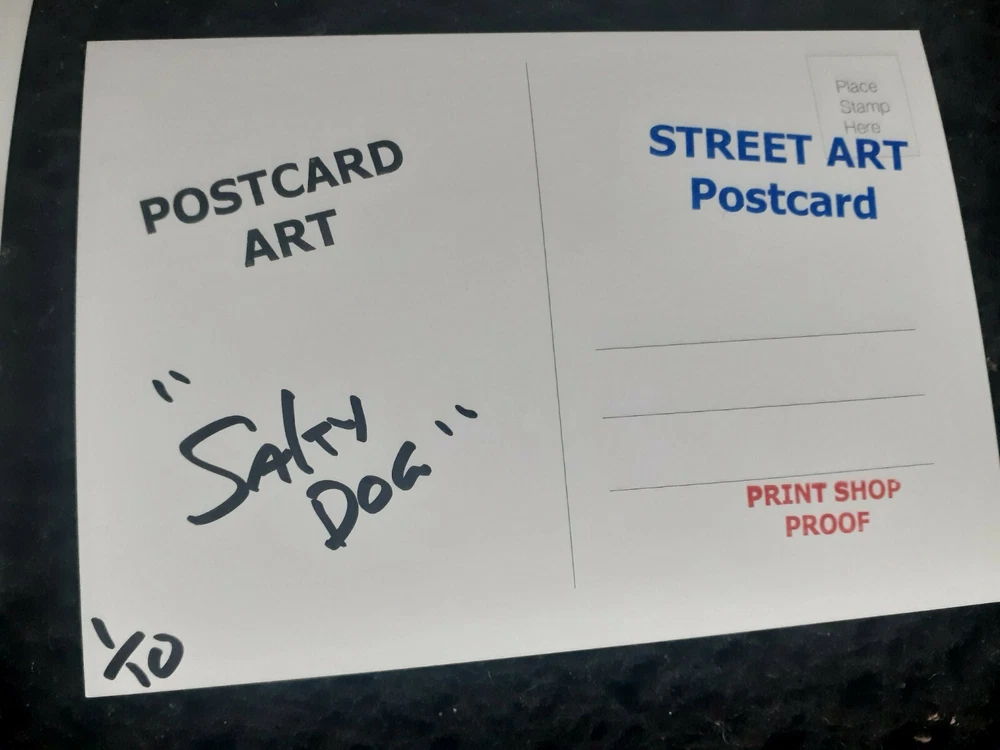 POSTCARD
ART
"SAlTY
DOG"
1/10
Place
Stamp
Here
STREET ART
Postcard
PRINT SHOP
PROOF